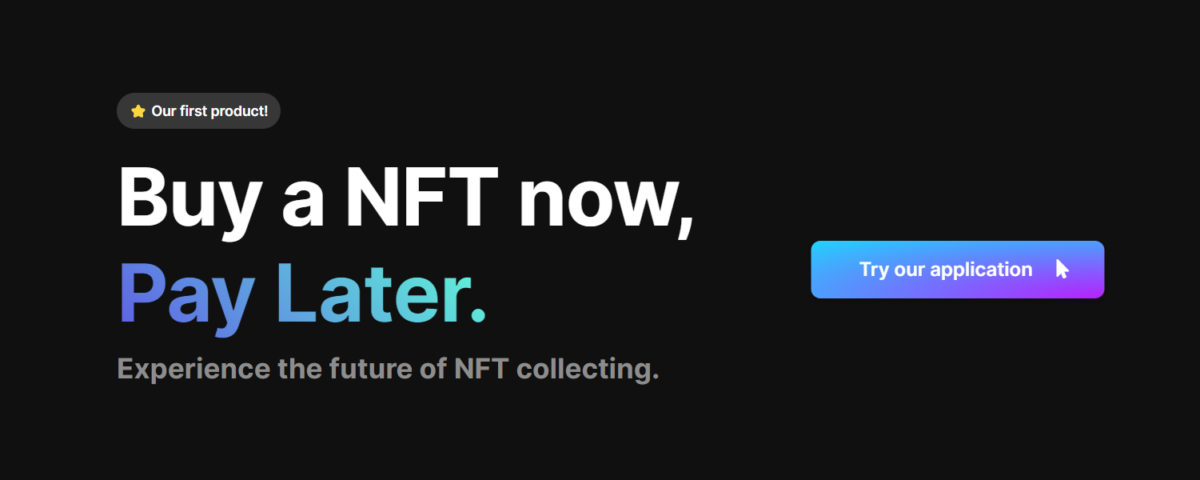 Our first product!
Buy a NFT now,
Pay Later.
Experience the future of NFT collecting.
Try our application